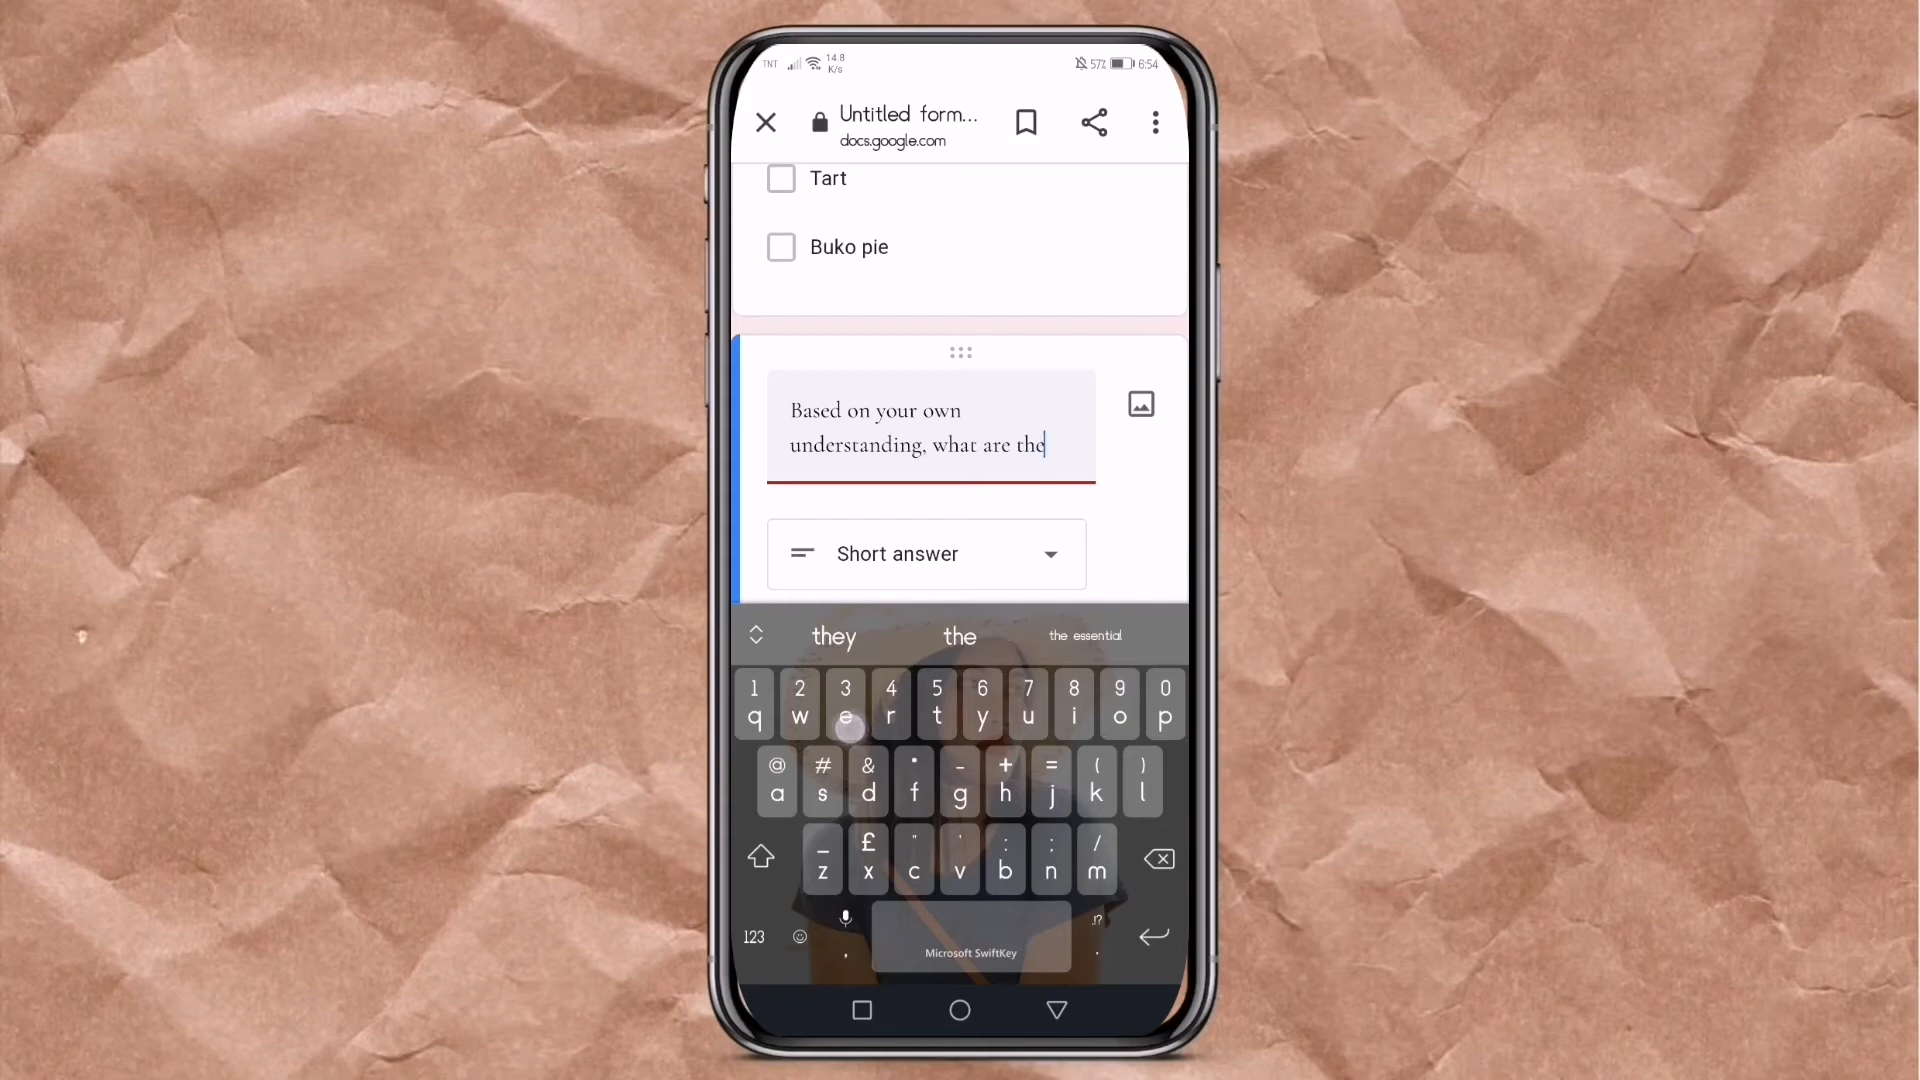 TNT 14.8 K/s 57% 6:54
Untitled form...
docs.google.com
Tart
Buko pie
Based on your own
understanding, what are the
Short answer
they the the essential
1 2 3 4 5 6 7 8 9 0
q w e r t y u i o p
@ # & * - + = ( )
a s d f g h j k l
_ £ " ' : ; /
z x c v b n m
123 , Microsoft SwiftKey .!? .